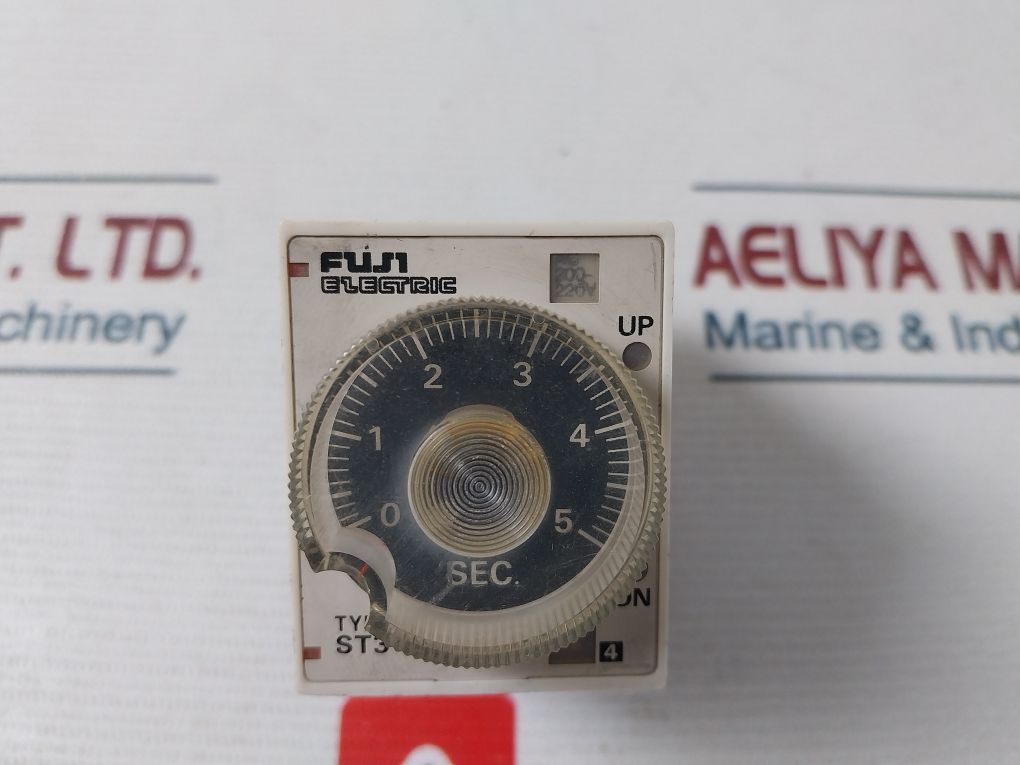 T. LTD.
chinery
AELIYA MA
Marine & Ind
FUJI
ELECTRIC
200-
220V
UP
2 3
1 4
0 5
SEC.
ON
TY
ST3
4